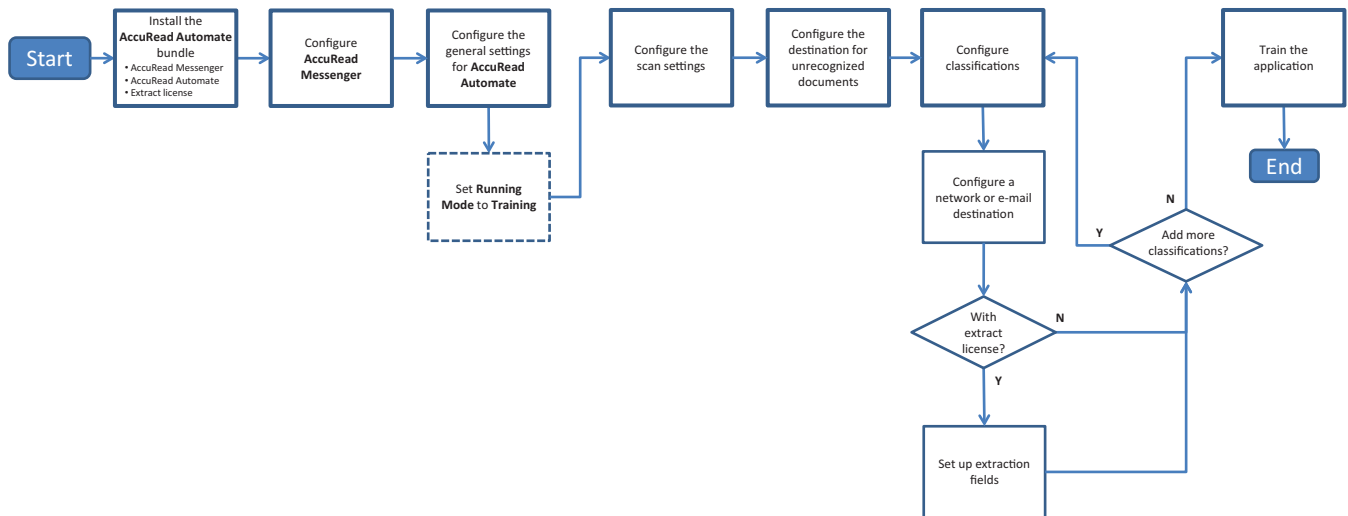 Start
Install the
AccuRead Automate
bundle
• AccuRead Messenger
• AccuRead Automate
• Extract license
Configure
AccuRead
Messenger
Configure the
general settings
for AccuRead
Automate
Set Running
Mode to Training
Configure the
scan settings
Configure the
destination for
unrecognized
documents
Configure
classifications
Configure a
network or e-mail
destination
With
extract
license?
N
Y
Set up extraction
fields
Add more
classifications?
Y
N
Train the
application
End